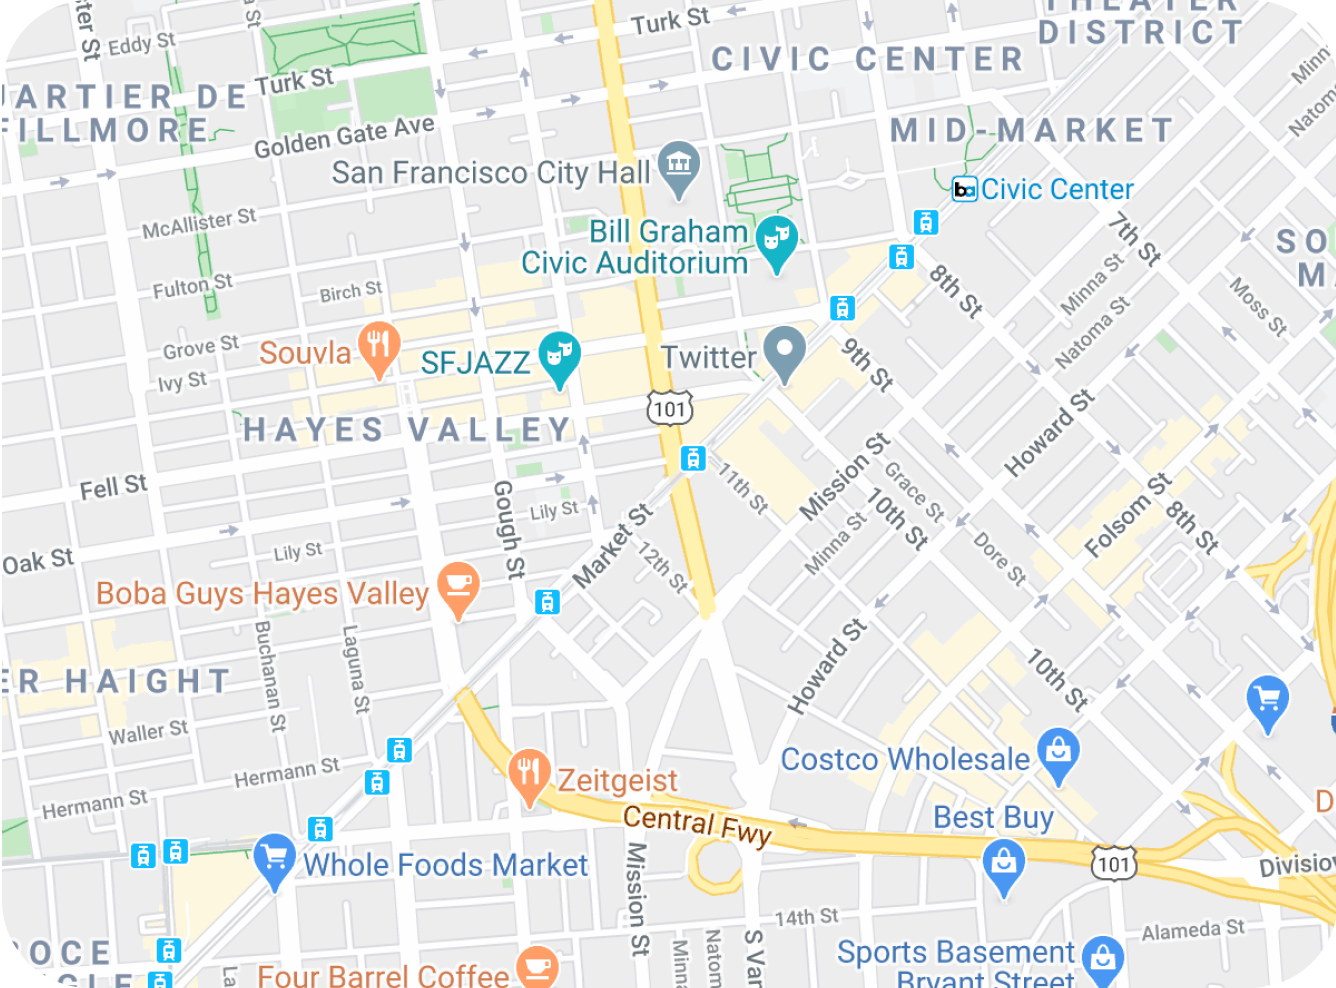 THEATER
DISTRICT
Turk St
Eddy St
CIVIC CENTER
Turk St
QUARTIER DE
FILLMORE
Golden Gate Ave
MID-MARKET
San Francisco City Hall
Civic Center
McAllister St
Bill Graham
Civic Auditorium
7th St
8th St
Minna St
Natoma St
Moss St
Fulton St
Birch St
Grove St
Souvla
SFJAZZ
Twitter
9th St
Ivy St
101
HAYES VALLEY
Howard St
Fell St
Gough St
11th St
Mission St
Grace St
10th St
Folsom St
8th St
Lily St
Market St
Minna St
Dore St
Oak St
Lily St
12th St
Boba Guys Hayes Valley
Buchanan St
Laguna St
Howard St
10th St
ER HAIGHT
Waller St
Hermann St
Hermann St
Costco Wholesale
Zeitgeist
Central Fwy
Best Buy
Whole Foods Market
101
Mission St
14th St
Alameda St
S Van
Sports Basement
Bryant Street
Four Barrel Coffee